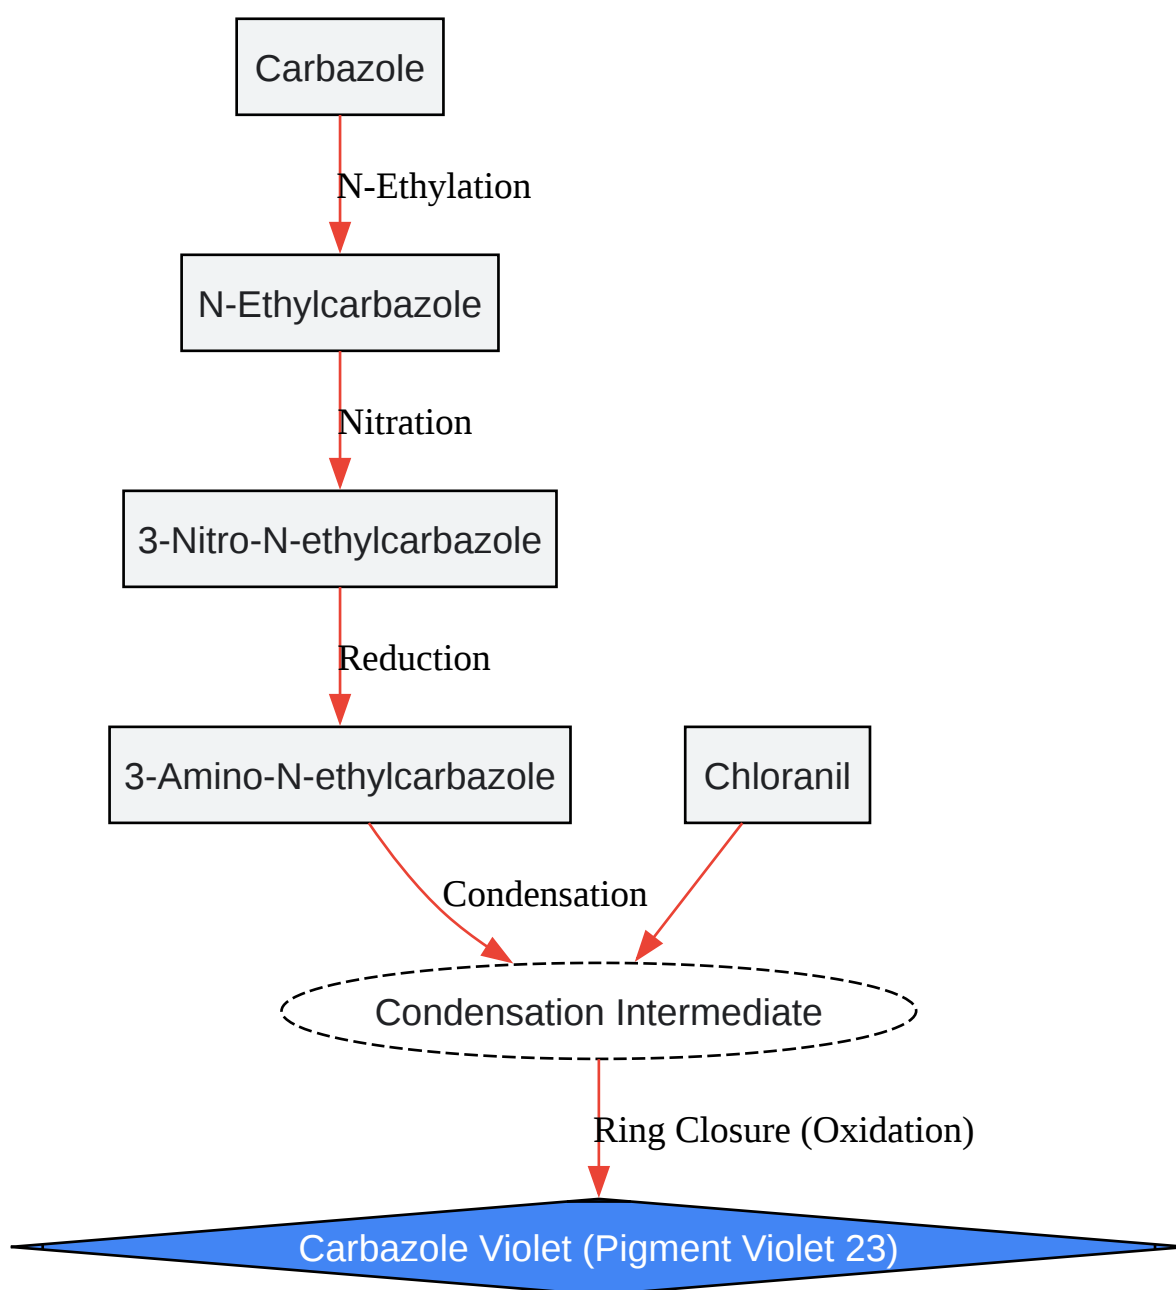 Carbazole
N-Ethylation
N-Ethylcarbazole
Nitration
3-Nitro-N-ethylcarbazole
Reduction
3-Amino-N-ethylcarbazole
Chloranil
Condensation
Condensation Intermediate
Ring Closure (Oxidation)
Carbazole Violet (Pigment Violet 23)